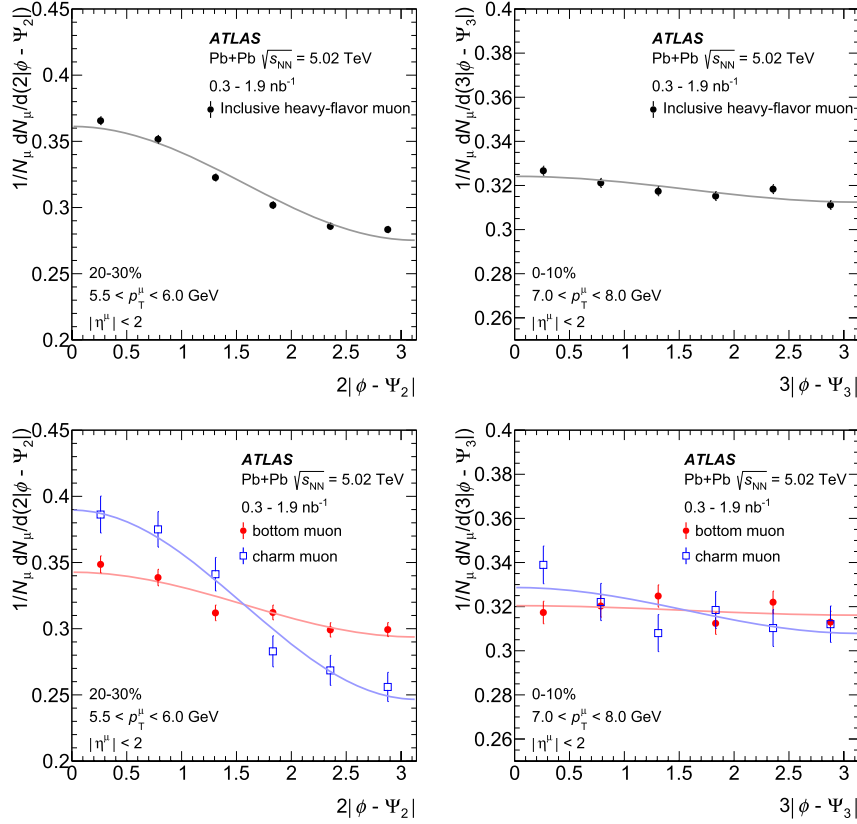 1/Nμ dNμ/d(2|ϕ - Ψ2|)
0.45
0.4
0.35
0.3
0.25
0.2
ATLAS
Pb+Pb √sNN = 5.02 TeV
0.3 - 1.9 nb-1
Inclusive heavy-flavor muon
20-30%
5.5 < pTμ < 6.0 GeV
|ημ| < 2
0 0.5 1 1.5 2 2.5 3
2|ϕ - Ψ2|
1/Nμ dNμ/d(3|ϕ - Ψ3|)
0.4
0.38
0.36
0.34
0.32
0.3
0.28
0.26
ATLAS
Pb+Pb √sNN = 5.02 TeV
0.3 - 1.9 nb-1
Inclusive heavy-flavor muon
0-10%
7.0 < pTμ < 8.0 GeV
|ημ| < 2
0 0.5 1 1.5 2 2.5 3
3|ϕ - Ψ3|
1/Nμ dNμ/d(2|ϕ - Ψ2|)
0.45
0.4
0.35
0.3
0.25
0.2
ATLAS
Pb+Pb √sNN = 5.02 TeV
0.3 - 1.9 nb-1
bottom muon
charm muon
20-30%
5.5 < pTμ < 6.0 GeV
|ημ| < 2
0 0.5 1 1.5 2 2.5 3
2|ϕ - Ψ2|
1/Nμ dNμ/d(3|ϕ - Ψ3|)
0.4
0.38
0.36
0.34
0.32
0.3
0.28
0.26
ATLAS
Pb+Pb √sNN = 5.02 TeV
0.3 - 1.9 nb-1
bottom muon
charm muon
0-10%
7.0 < pTμ < 8.0 GeV
|ημ| < 2
0 0.5 1 1.5 2 2.5 3
3|ϕ - Ψ3|